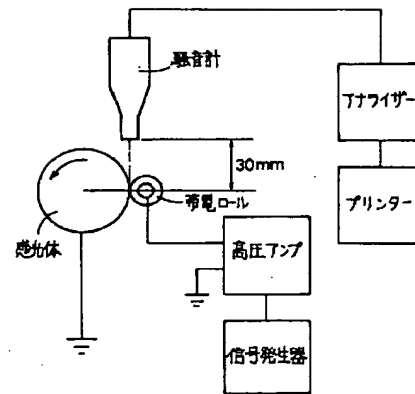 騒音計
アナライザー
30mm
帯電ロール
プリンター
感光体
高圧アンプ
信号発生器